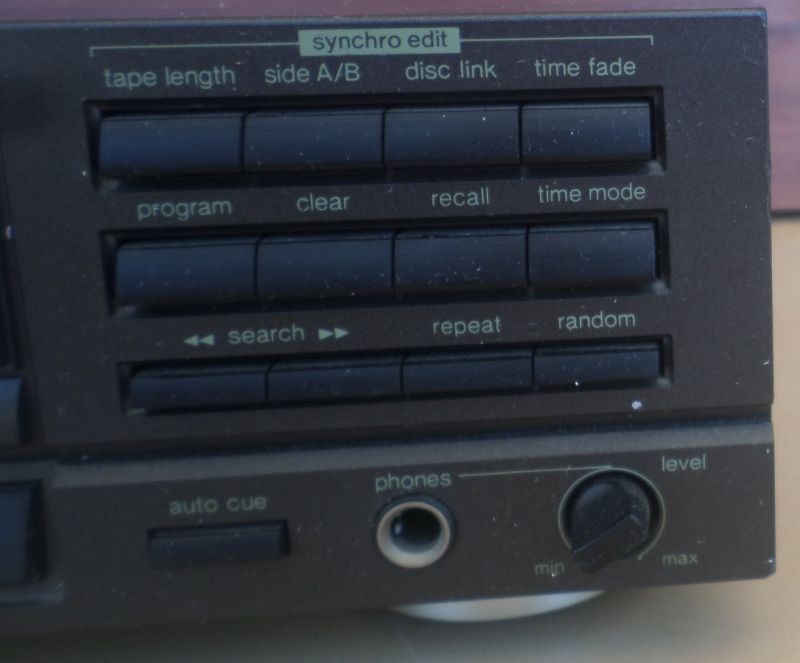 synchro edit
tape length side A/B disc link time fade
program clear recall time mode
◄◄ search ►► repeat random
phones level
auto cue
min max